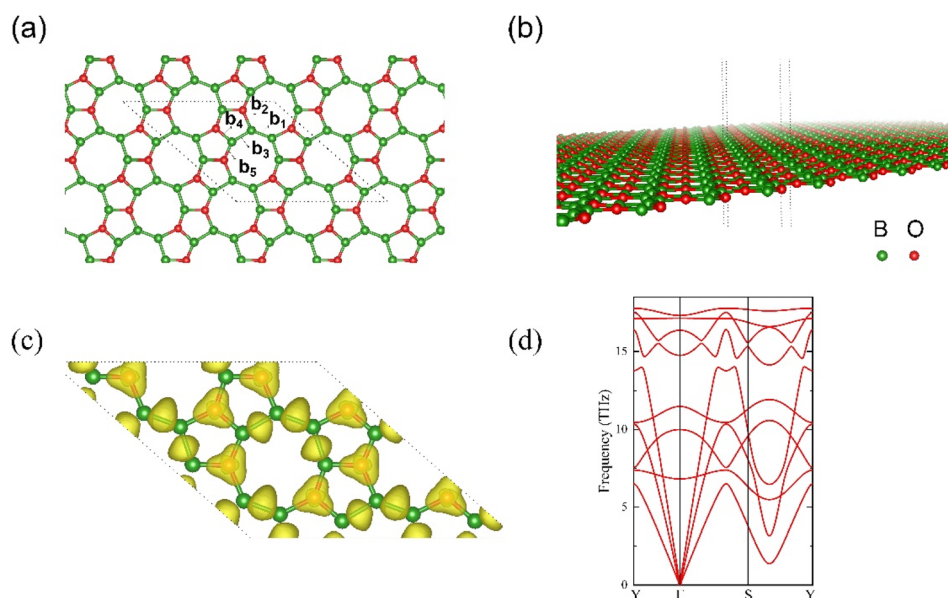 (a)
(b)
b₂
b₄
b₁
b₃
b₅
B O
(c)
(d)
Frequency (THz)
15
10
5
0
Y Γ S Y